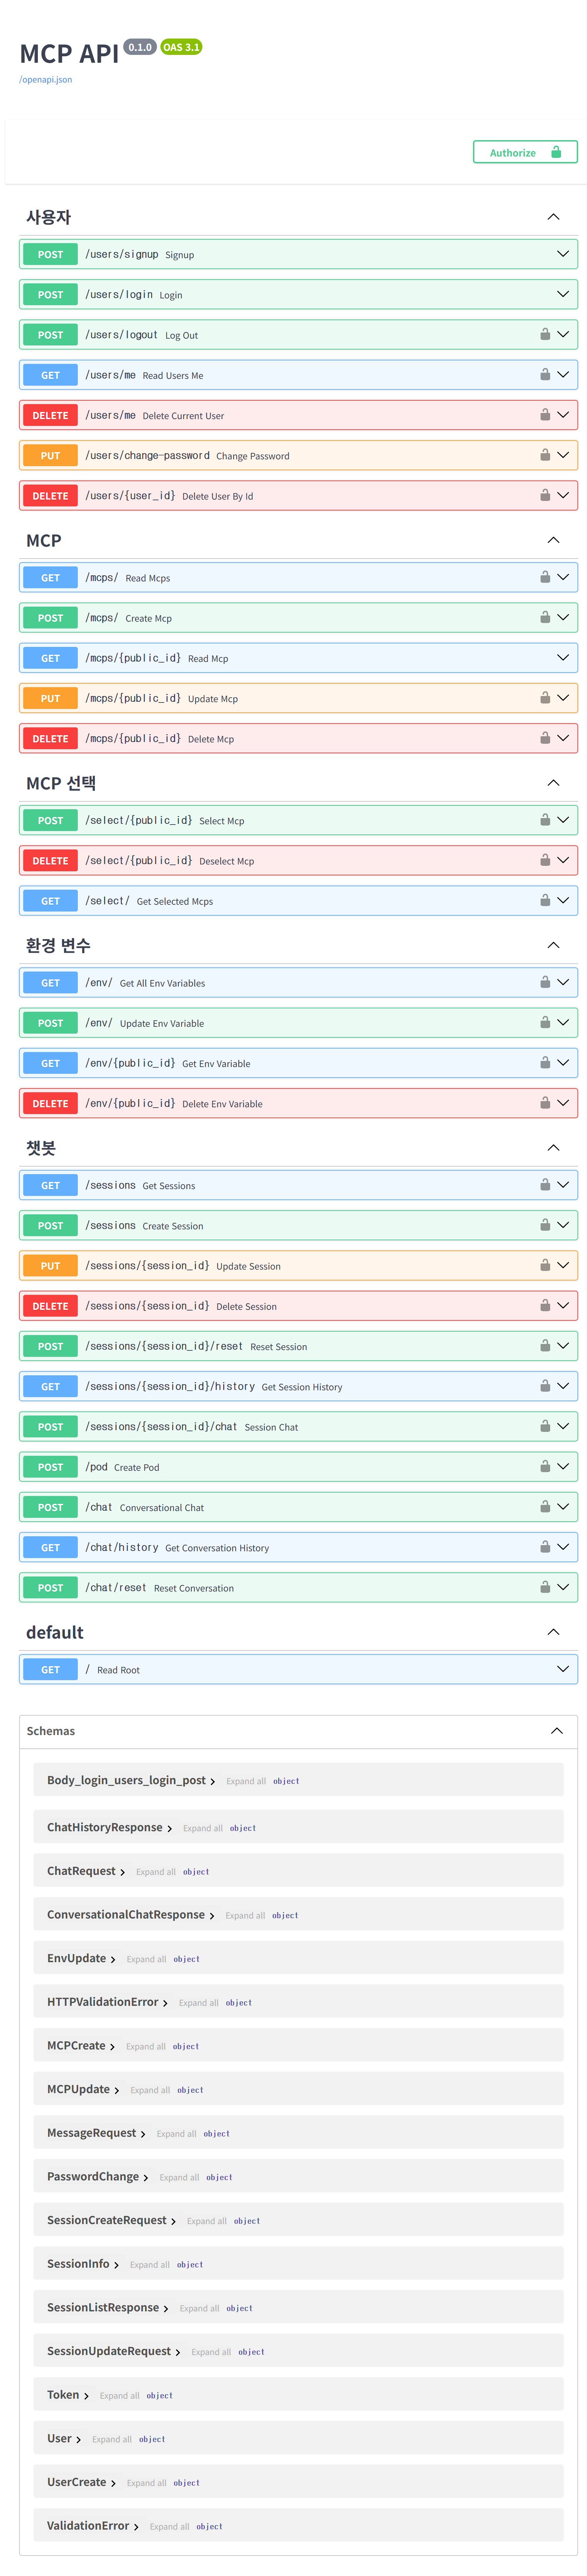 MCP API 0.1.0 OAS 3.1
/openapi.json
Authorize
사용자
POST /users/signup Signup
POST /users/login Login
POST /users/logout Log Out
GET /users/me Read Users Me
DELETE /users/me Delete Current User
PUT /users/change-password Change Password
DELETE /users/{user_id} Delete User By Id
MCP
GET /mcps/ Read Mcps
POST /mcps/ Create Mcp
GET /mcps/{public_id} Read Mcp
PUT /mcps/{public_id} Update Mcp
DELETE /mcps/{public_id} Delete Mcp
MCP 선택
POST /select/{public_id} Select Mcp
DELETE /select/{public_id} Deselect Mcp
GET /select/ Get Selected Mcps
환경 변수
GET /env/ Get All Env Variables
POST /env/ Update Env Variable
GET /env/{public_id} Get Env Variable
DELETE /env/{public_id} Delete Env Variable
챗봇
GET /sessions Get Sessions
POST /sessions Create Session
PUT /sessions/{session_id} Update Session
DELETE /sessions/{session_id} Delete Session
POST /sessions/{session_id}/reset Reset Session
GET /sessions/{session_id}/history Get Session History
POST /sessions/{session_id}/chat Session Chat
POST /pod Create Pod
POST /chat Conversational Chat
GET /chat/history Get Conversation History
POST /chat/reset Reset Conversation
default
GET / Read Root
Schemas
Body_login_users_login_post Expand all object
ChatHistoryResponse Expand all object
ChatRequest Expand all object
ConversationalChatResponse Expand all object
EnvUpdate Expand all object
HTTPValidationError Expand all object
MCPCreate Expand all object
MCPUpdate Expand all object
MessageRequest Expand all object
PasswordChange Expand all object
SessionCreateRequest Expand all object
SessionInfo Expand all object
SessionListResponse Expand all object
SessionUpdateRequest Expand all object
Token Expand all object
User Expand all object
UserCreate Expand all object
ValidationError Expand all object